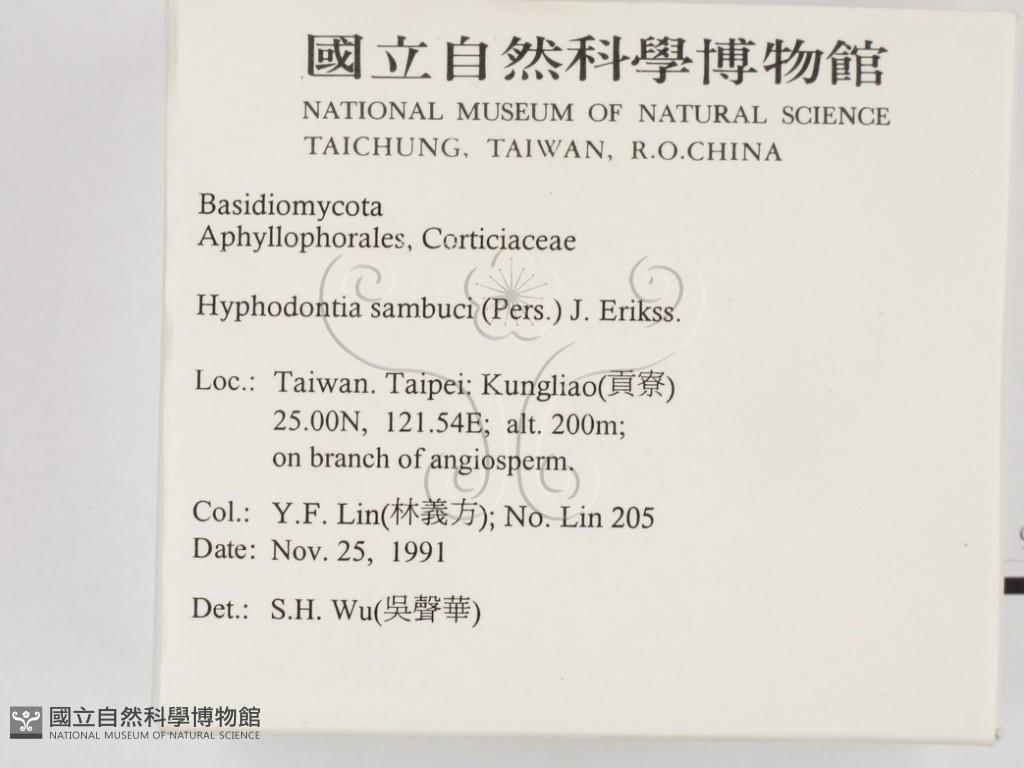 國立自然科學博物館
NATIONAL MUSEUM OF NATURAL SCIENCE
TAICHUNG, TAIWAN, R.O.CHINA
Basidiomycota
Aphyllophorales, Corticiaceae
Hyphodontia sambuci (Pers.) J. Erikss.
Loc.: Taiwan. Taipei: Kungliao(貢寮)
25.00N, 121.54E; alt. 200m;
on branch of angiosperm.
Col.: Y.F. Lin(林義方); No. Lin 205
Date: Nov. 25, 1991
Det.: S.H. Wu(吳聲華)
國立自然科學博物館
NATIONAL MUSEUM OF NATURAL SCIENCE